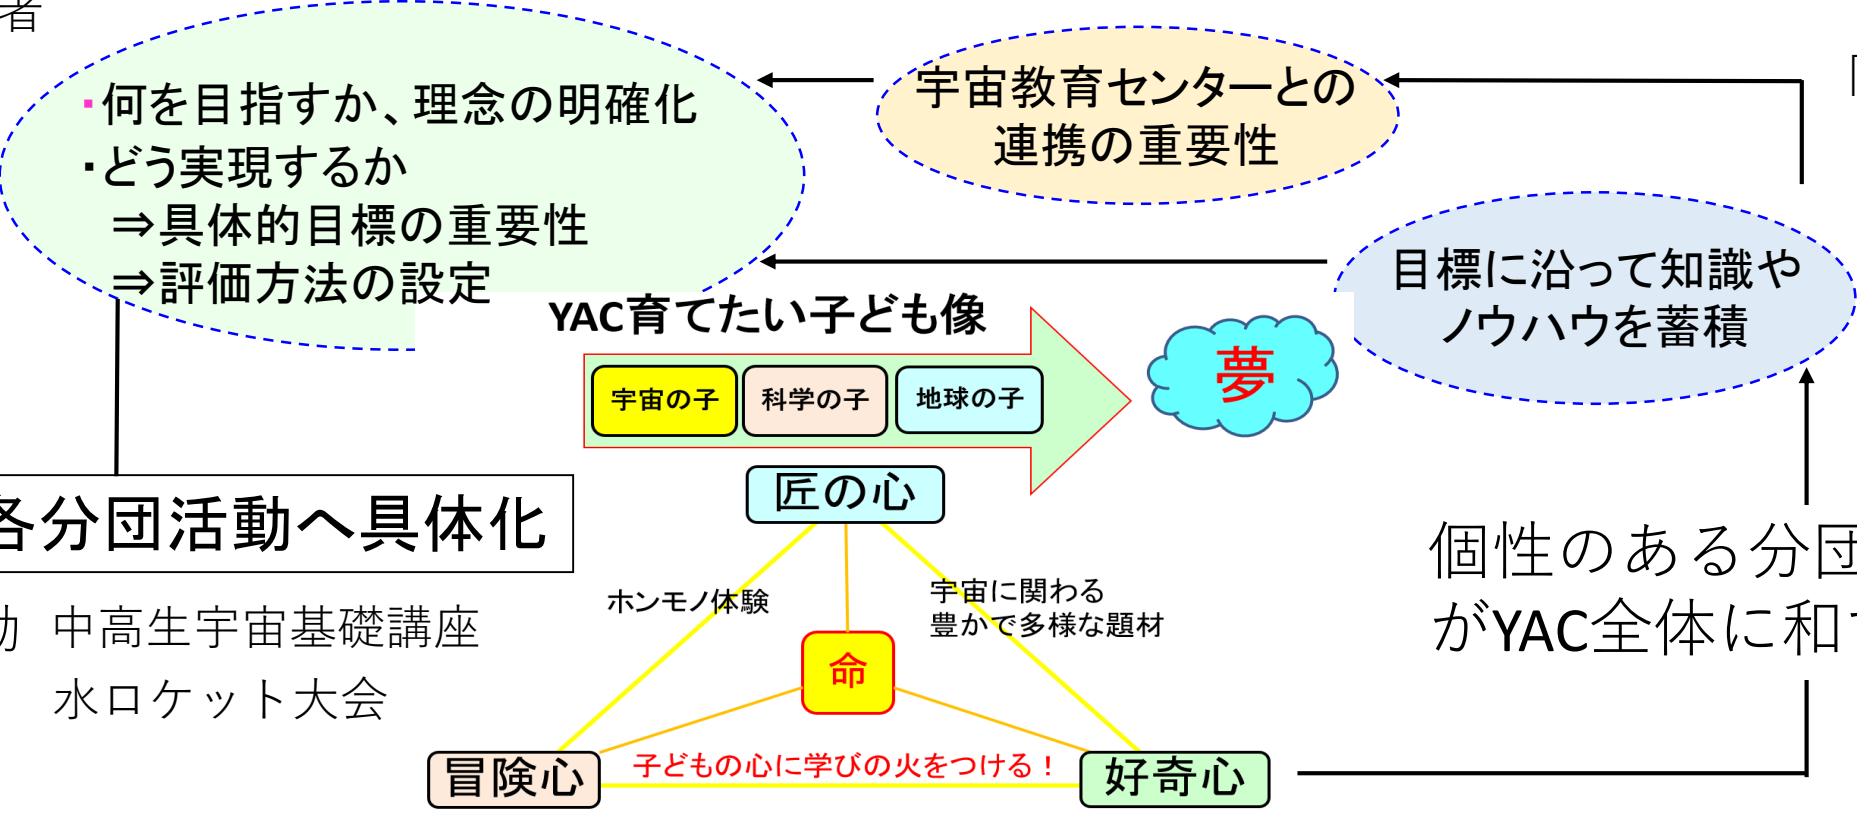 者
・何を目指すか、理念の明確化
・どう実現するか
⇒具体的目標の重要性
⇒評価方法の設定
宇宙教育センターとの
連携の重要性
目標に沿って知識や
ノウハウを蓄積
YAC育てたい子ども像
宇宙の子
科学の子
地球の子
夢
匠の心
各分団活動へ具体化
ホンモノ体験
宇宙に関わる
豊かで多様な題材
個性のある分団
がYAC全体に和
中高生宇宙基礎講座
水ロケット大会
命
子どもの心に学びの火をつける！
冒険心
好奇心